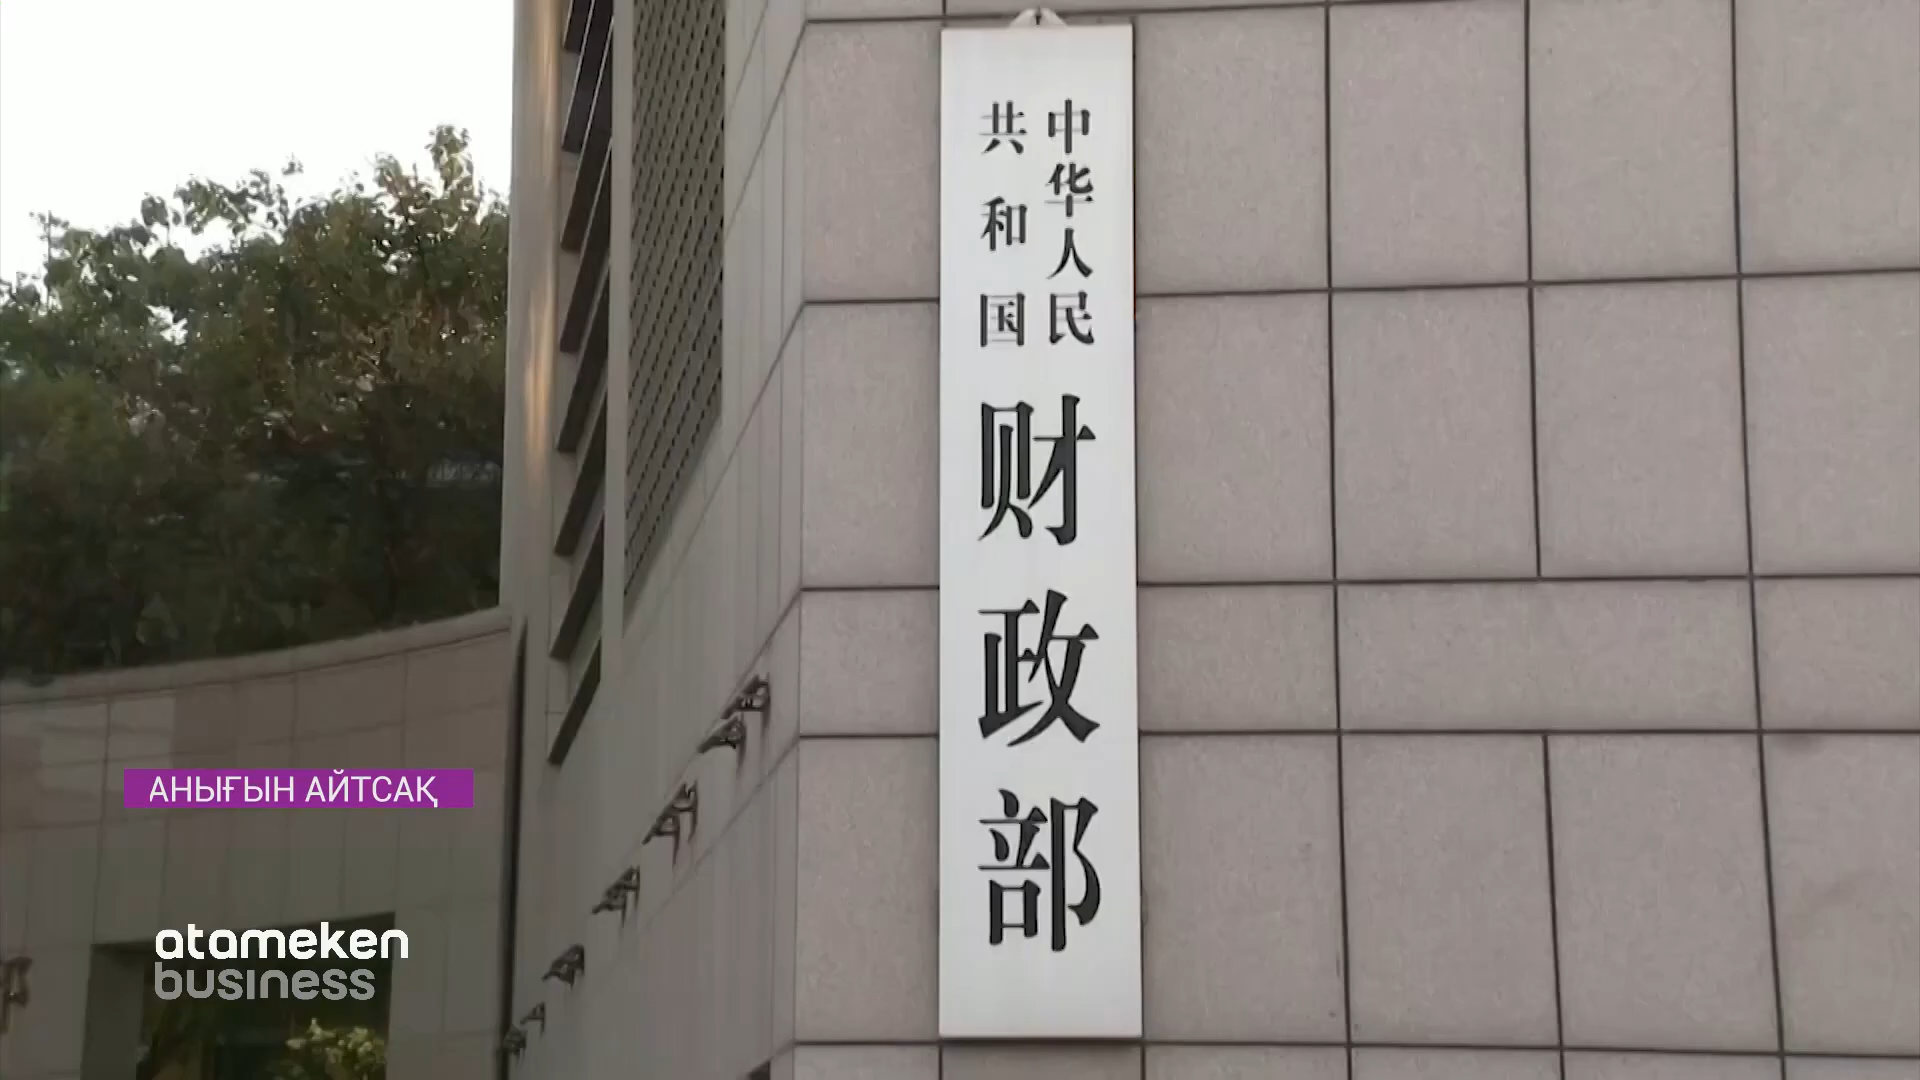 中华人民
共和国
财政部
АНЫҒЫН АЙТСАҚ
atameken
business